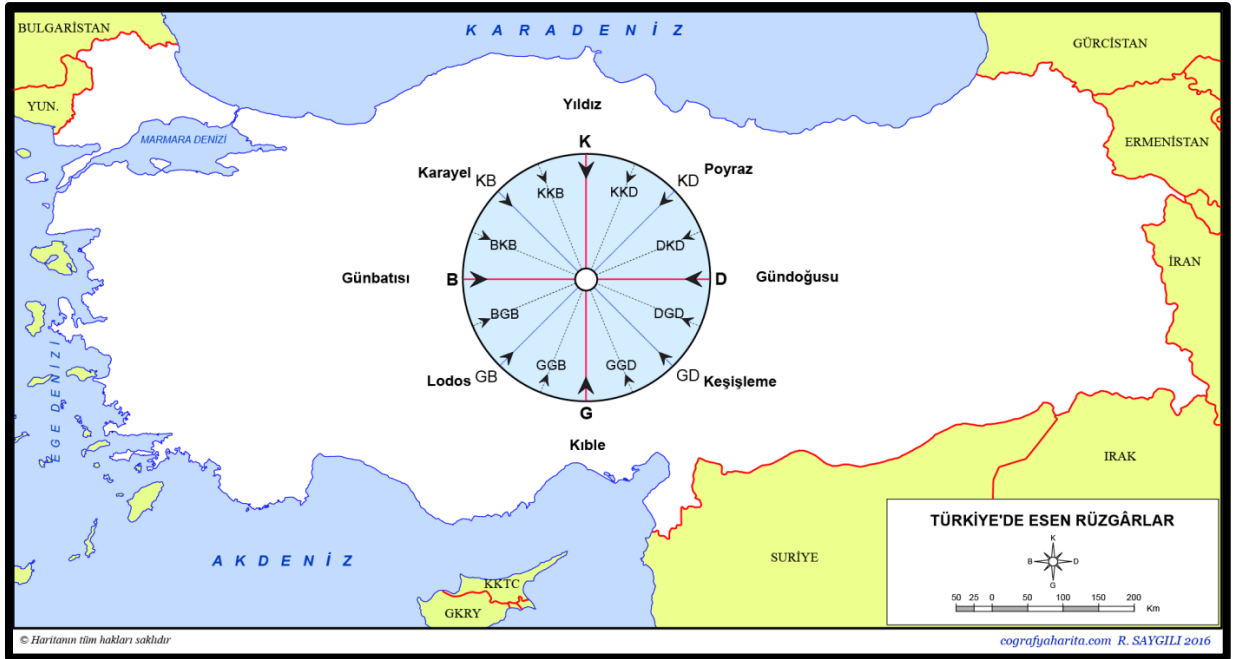 BULGARİSTAN
K A R A D E N İ Z
GÜRCİSTAN
YUN.
MARMARA DENİZİ
ERMENİSTAN
Yıldız
K
Karayel
KB
KKB
KKD
KD
Poyraz
BKB
DKD
İRAN
Günbatısı
B
D
Gündoğusu
BGB
DGD
EGE DENİZİ
Lodos
GB
GGB
GGD
GD
Keşişleme
G
Kıble
IRAK
TÜRKİYE'DE ESEN RÜZGÂRLAR
K
B
D
G
50 25 0 50 100 150 200
Km
A K D E N İ Z
SURİYE
KKTC
GKRY
© Haritanın tüm hakları saklıdır
cografyaharita.com R. SAYGILI 2016